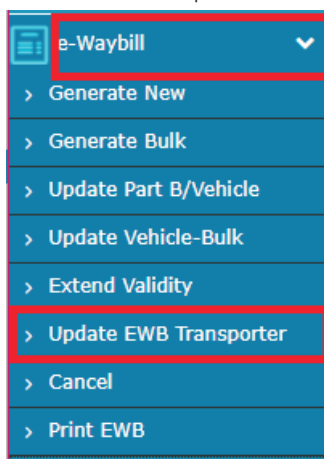 e-Waybill
Generate New
Generate Bulk
Update Part B/Vehicle
Update Vehicle-Bulk
Extend Validity
Update EWB Transporter
Cancel
Print EWB